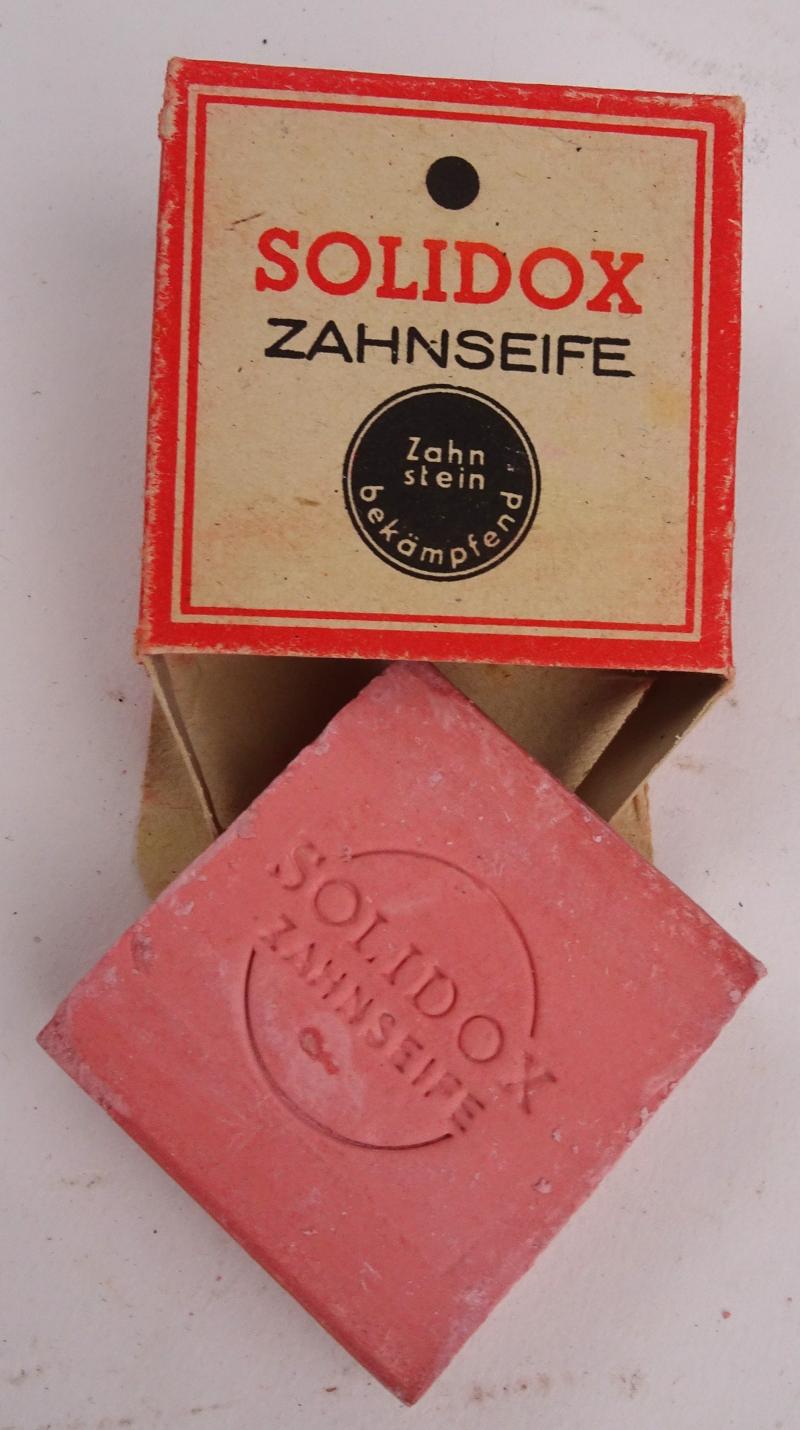 SOLIDOX
ZAHNSEIFE
Zahn
stein
bekämpfend
SOLIDOX
ZAHNSEIFE